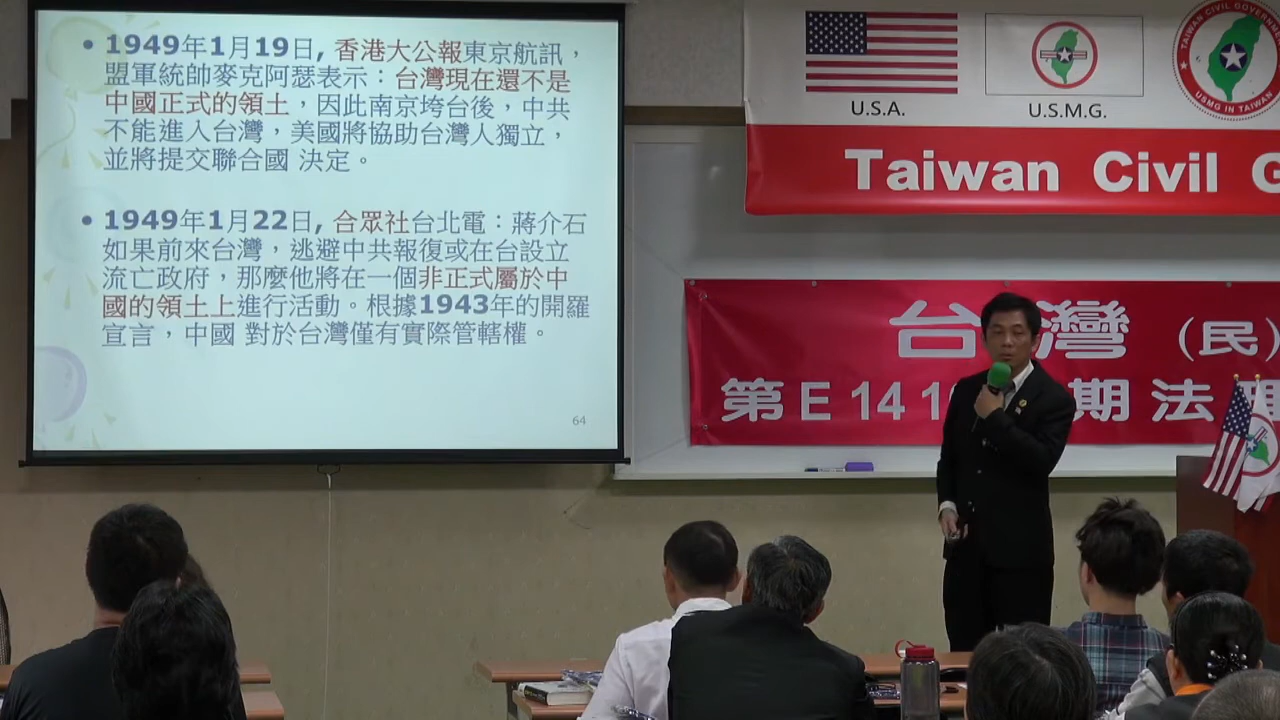 • 1949年1月19日, 香港大公報東京航訊，
盟軍統帥麥克阿瑟表示：台灣現在還不是
中國正式的領土，因此南京垮台後，中共
不能進入台灣，美國將協助台灣人獨立，
並將提交聯合國 決定。
• 1949年1月22日, 合眾社台北電：蔣介石
如果前來台灣，逃避中共報復或在台設立
流亡政府，那麼他將在一個非正式屬於中
國的領土上進行活動。根據1943年的開羅
宣言，中國 對於台灣僅有實際管轄權。
64
U.S.A.
U.S.M.G.
TAIWAN CIVIL GOVERNMENT
USMG IN TAIWAN
Taiwan Civil G
台灣（民）
第E141 期法